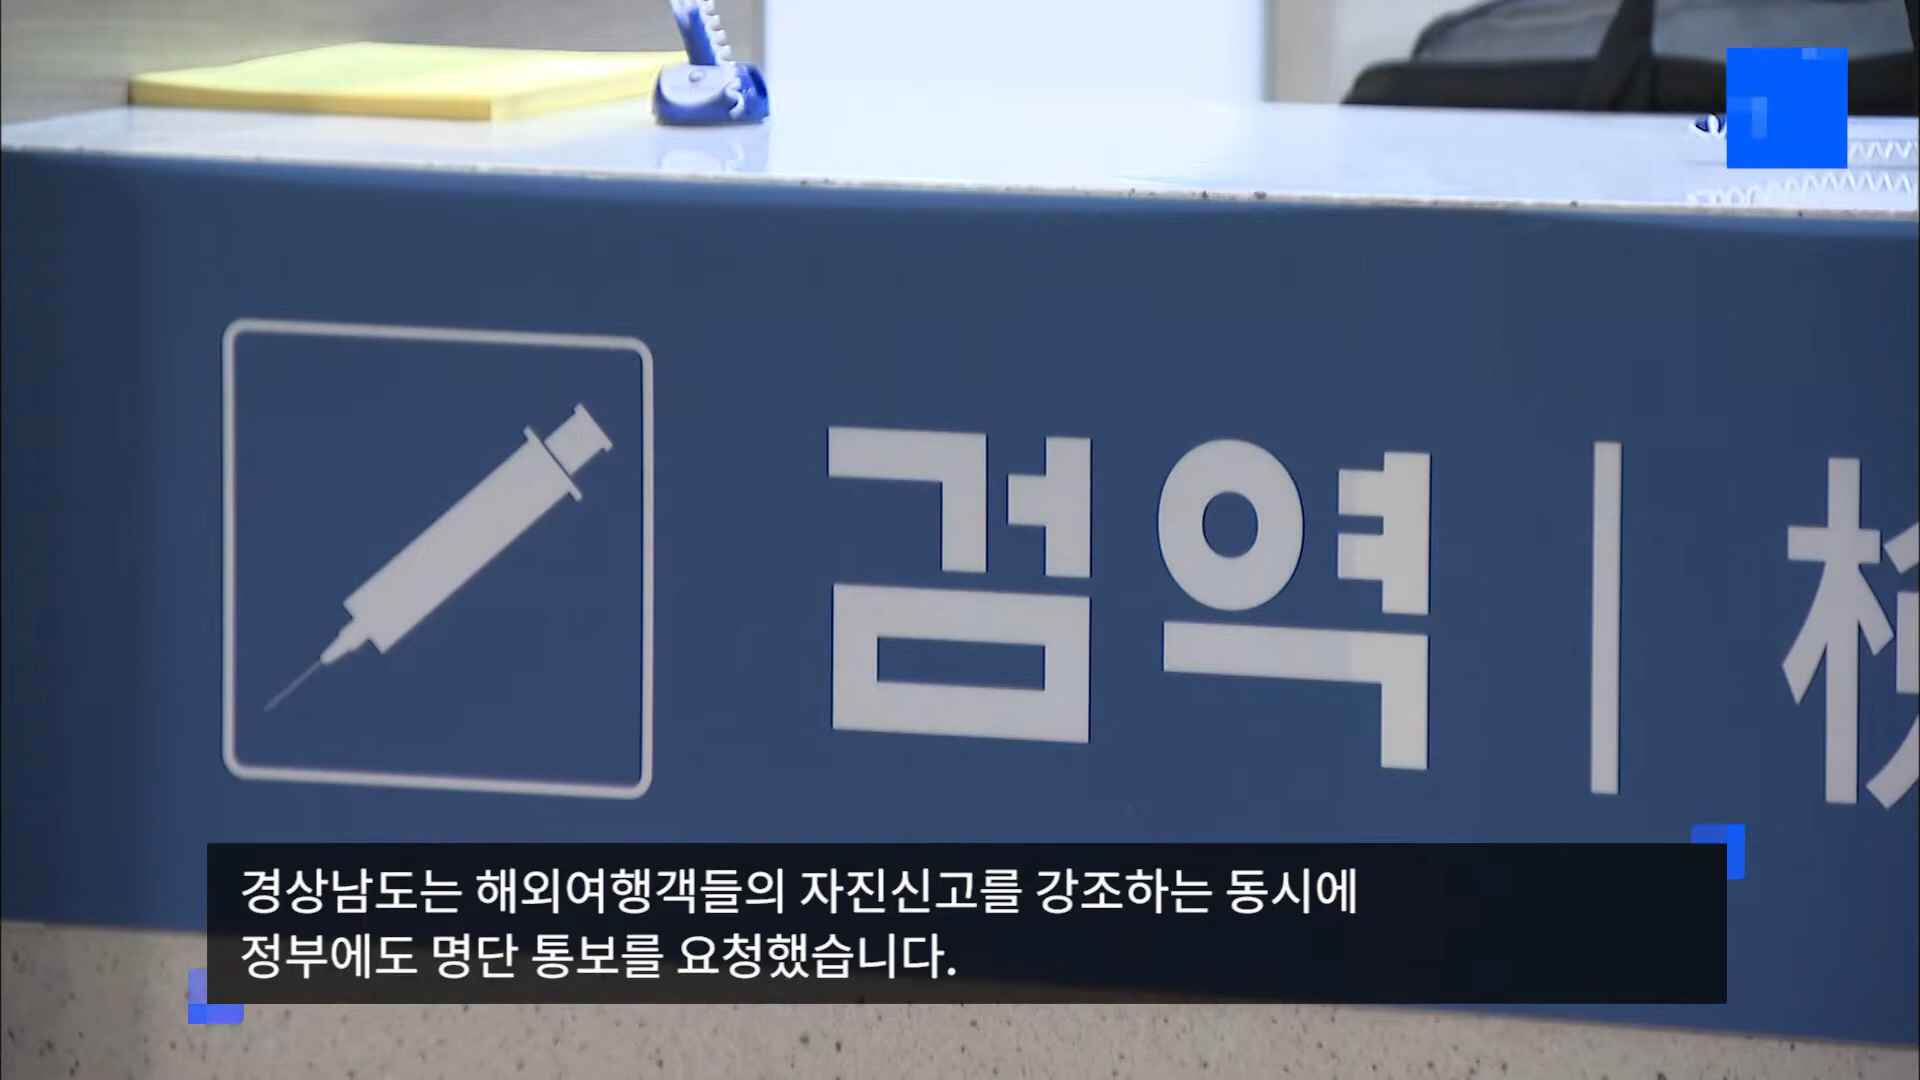 검역 | 検
경상남도는 해외여행객들의 자진신고를 강조하는 동시에
정부에도 명단 통보를 요청했습니다.